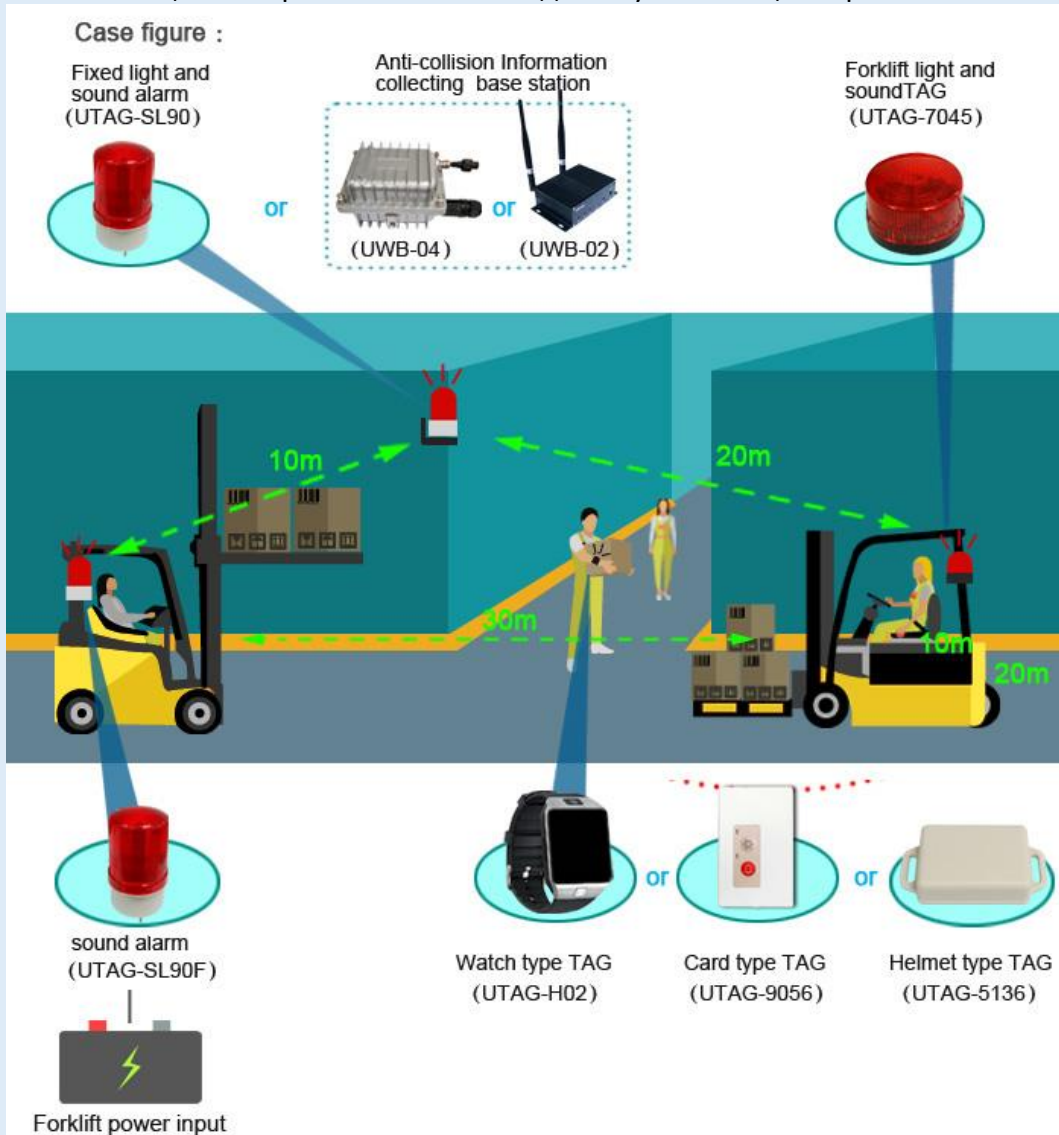 Case figure :
Fixed light and
sound alarm
(UTAG-SL90)
or
Anti-collision Information
collecting base station
(UWB-04)
or
(UWB-02)
Forklift light and
soundTAG
(UTAG-7045)
10m
20m
30m
10m
20m
sound alarm
(UTAG-SL90F)
Forklift power input
Watch type TAG
(UTAG-H02)
or
Card type TAG
(UTAG-9056)
or
Helmet type TAG
(UTAG-5136)